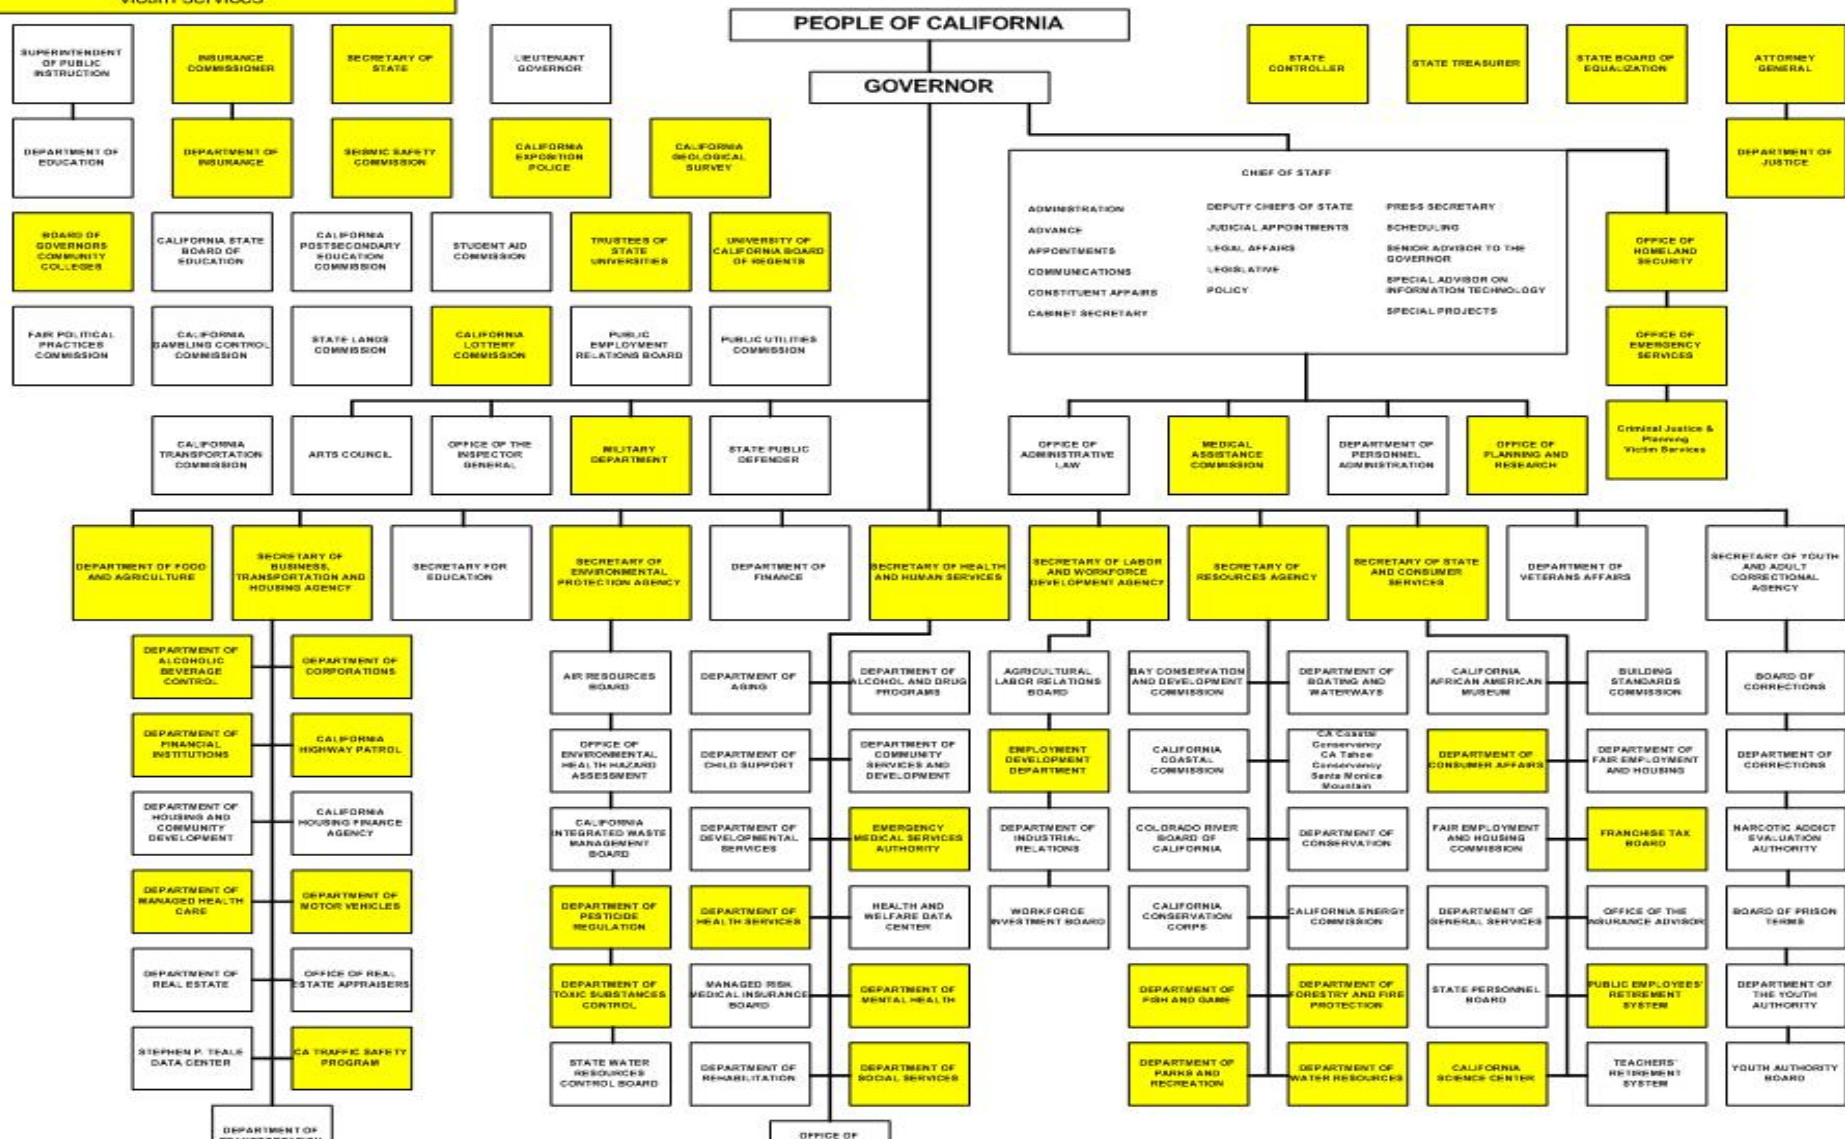 VICTIM SERVICES
PEOPLE OF CALIFORNIA
GOVERNOR
SUPERINTENDENT
OF PUBLIC
INSTRUCTION
INSURANCE
COMMISSIONER
SECRETARY OF
STATE
LIEUTENANT
GOVERNOR
STATE
CONTROLLER
STATE TREASURER
STATE BOARD OF
EQUALIZATION
ATTORNEY
GENERAL
DEPARTMENT OF
EDUCATION
DEPARTMENT OF
INSURANCE
SEISMIC SAFETY
COMMISSION
CALIFORNIA
EXPOSITION
POLICE
CALIFORNIA
GEOLOGICAL
SURVEY
DEPARTMENT OF
JUSTICE
CHIEF OF STAFF
ADMINISTRATION
ADVANCE
APPOINTMENTS
COMMUNICATIONS
CONSTITUENT AFFAIRS
CABINET SECRETARY
DEPUTY CHIEFS OF STATE
JUDICIAL APPOINTMENTS
LEGAL AFFAIRS
LEGISLATIVE
POLICY
PRESS SECRETARY
SCHEDULING
SENIOR ADVISOR TO THE
GOVERNOR
SPECIAL ADVISOR ON
INFORMATION TECHNOLOGY
SPECIAL PROJECTS
BOARD OF
GOVERNORS
COMMUNITY
COLLEGES
CALIFORNIA STATE
BOARD OF
EDUCATION
CALIFORNIA
POSTSECONDARY
EDUCATION
COMMISSION
STUDENT AID
COMMISSION
TRUSTEES OF
STATE
UNIVERSITIES
UNIVERSITY OF
CALIFORNIA BOARD
OF REGENTS
OFFICE OF
HOMELAND
SECURITY
FAIR POLITICAL
PRACTICES
COMMISSION
CALIFORNIA
GAMBLING CONTROL
COMMISSION
STATE LANDS
COMMISSION
CALIFORNIA
LOTTERY
COMMISSION
PUBLIC
EMPLOYMENT
RELATIONS BOARD
PUBLIC UTILITIES
COMMISSION
OFFICE OF
EMERGENCY
SERVICES
CALIFORNIA
TRANSPORTATION
COMMISSION
ARTS COUNCIL
OFFICE OF THE
INSPECTOR
GENERAL
MILITARY
DEPARTMENT
STATE PUBLIC
DEFENDER
OFFICE OF
ADMINISTRATIVE
LAW
MEDICAL
ASSISTANCE
COMMISSION
DEPARTMENT OF
PERSONNEL
ADMINISTRATION
OFFICE OF
PLANNING AND
RESEARCH
Criminal Justice &
Planning
Victim Services
DEPARTMENT OF FOOD
AND AGRICULTURE
SECRETARY OF
BUSINESS,
TRANSPORTATION AND
HOUSING AGENCY
SECRETARY FOR
EDUCATION
SECRETARY OF
ENVIRONMENTAL
PROTECTION AGENCY
DEPARTMENT OF
FINANCE
SECRETARY OF HEALTH
AND HUMAN SERVICES
SECRETARY OF LABOR
AND WORKFORCE
DEVELOPMENT AGENCY
SECRETARY OF
RESOURCES AGENCY
SECRETARY OF STATE
AND CONSUMER
SERVICES
DEPARTMENT OF
VETERANS AFFAIRS
SECRETARY OF YOUTH
AND ADULT
CORRECTIONAL
AGENCY
DEPARTMENT OF
ALCOHOLIC
BEVERAGE
CONTROL
DEPARTMENT OF
CORPORATIONS
AIR RESOURCES
BOARD
DEPARTMENT OF
AGING
DEPARTMENT OF
ALCOHOL AND DRUG
PROGRAMS
AGRICULTURAL
LABOR RELATIONS
BOARD
BAY CONSERVATION
AND DEVELOPMENT
COMMISSION
DEPARTMENT OF
BOATING AND
WATERWAYS
CALIFORNIA
AFRICAN AMERICAN
MUSEUM
BUILDING
STANDARDS
COMMISSION
BOARD OF
CORRECTIONS
DEPARTMENT OF
FINANCIAL
INSTITUTIONS
CALIFORNIA
HIGHWAY PATROL
OFFICE OF
ENVIRONMENTAL
HEALTH HAZARD
ASSESSMENT
DEPARTMENT OF
CHILD SUPPORT
DEPARTMENT OF
COMMUNITY
SERVICES AND
DEVELOPMENT
EMPLOYMENT
DEVELOPMENT
DEPARTMENT
CALIFORNIA
COASTAL
COMMISSION
CA Coastal
Conservancy
CA Tahoe
Conservancy
Santa Monica
Mountain
DEPARTMENT OF
CONSUMER AFFAIRS
DEPARTMENT OF
FAIR EMPLOYMENT
AND HOUSING
DEPARTMENT OF
CORRECTIONS
DEPARTMENT OF
HOUSING AND
COMMUNITY
DEVELOPMENT
CALIFORNIA
HOUSING FINANCE
AGENCY
CALIFORNIA
INTEGRATED WASTE
MANAGEMENT
BOARD
DEPARTMENT OF
DEVELOPMENTAL
SERVICES
EMERGENCY
MEDICAL SERVICES
AUTHORITY
DEPARTMENT OF
INDUSTRIAL
RELATIONS
COLORADO RIVER
BOARD OF
CALIFORNIA
DEPARTMENT OF
CONSERVATION
FAIR EMPLOYMENT
AND HOUSING
COMMISSION
FRANCHISE TAX
BOARD
NARCOTIC ADDICT
EVALUATION
AUTHORITY
DEPARTMENT OF
MANAGED HEALTH
CARE
DEPARTMENT OF
MOTOR VEHICLES
DEPARTMENT OF
PESTICIDE
REGULATION
DEPARTMENT OF
HEALTH SERVICES
HEALTH AND
WELFARE DATA
CENTER
WORKFORCE
INVESTMENT BOARD
CALIFORNIA
CONSERVATION
CORPS
CALIFORNIA ENERGY
COMMISSION
DEPARTMENT OF
GENERAL SERVICES
OFFICE OF THE
INSURANCE ADVISOR
BOARD OF PRISON
TERMS
DEPARTMENT OF
REAL ESTATE
OFFICE OF REAL
ESTATE APPRAISERS
DEPARTMENT OF
TOXIC SUBSTANCES
CONTROL
MANAGED RISK
MEDICAL INSURANCE
BOARD
DEPARTMENT OF
MENTAL HEALTH
DEPARTMENT OF
FISH AND GAME
DEPARTMENT OF
FORESTRY AND FIRE
PROTECTION
STATE PERSONNEL
BOARD
PUBLIC EMPLOYEES'
RETIREMENT
SYSTEM
DEPARTMENT OF
THE YOUTH
AUTHORITY
STEPHEN P. TEALE
DATA CENTER
CA TRAFFIC SAFETY
PROGRAM
STATE WATER
RESOURCES
CONTROL BOARD
DEPARTMENT OF
REHABILITATION
DEPARTMENT OF
SOCIAL SERVICES
DEPARTMENT OF
PARKS AND
RECREATION
DEPARTMENT OF
WATER RESOURCES
CALIFORNIA
SCIENCE CENTER
TEACHERS'
RETIREMENT
SYSTEM
YOUTH AUTHORITY
BOARD
DEPARTMENT OF
TRANSPORTATION
OFFICE OF